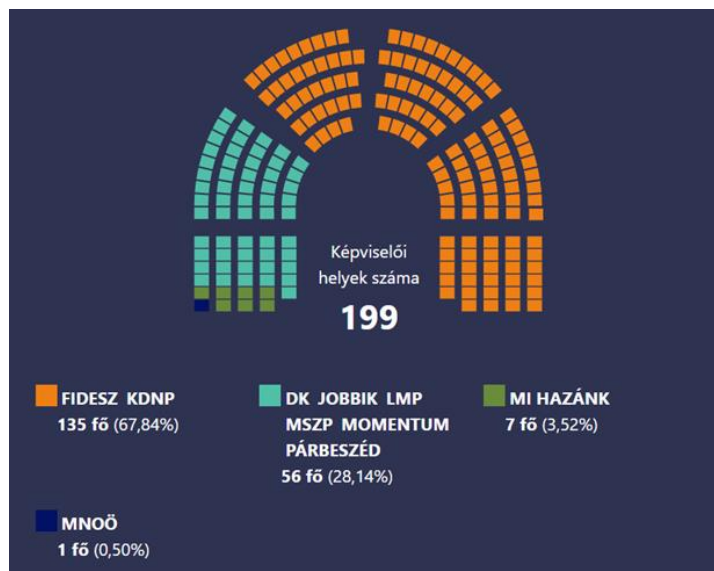 Képviselői
helyek száma
199
FIDESZ KDNP
135 fő (67,84%)
DK JOBBIK LMP
MSZP MOMENTUM
PÁRBESZÉD
56 fő (28,14%)
MI HAZÁNK
7 fő (3,52%)
MNOÖ
1 fő (0,50%)